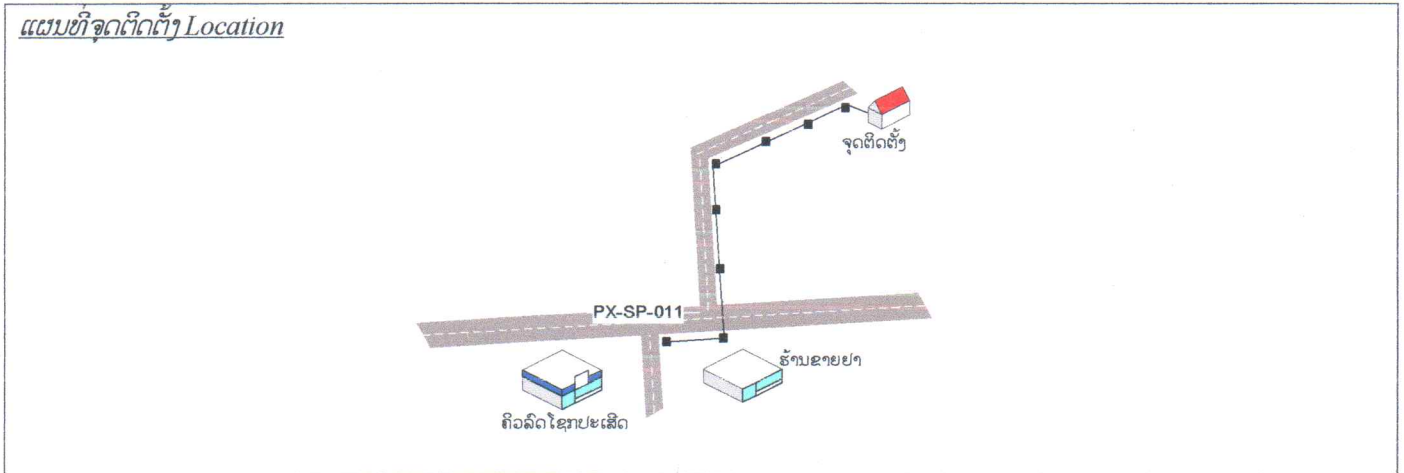 ແຜນທີ່ຈຸດຕິດຕັ້ງ Location
ຈຸດຕິດຕັ້ງ
PX-SP-011
ຮ້ານຂາຍຢາ
ຄິວລົດໂຊກປະເສີດ